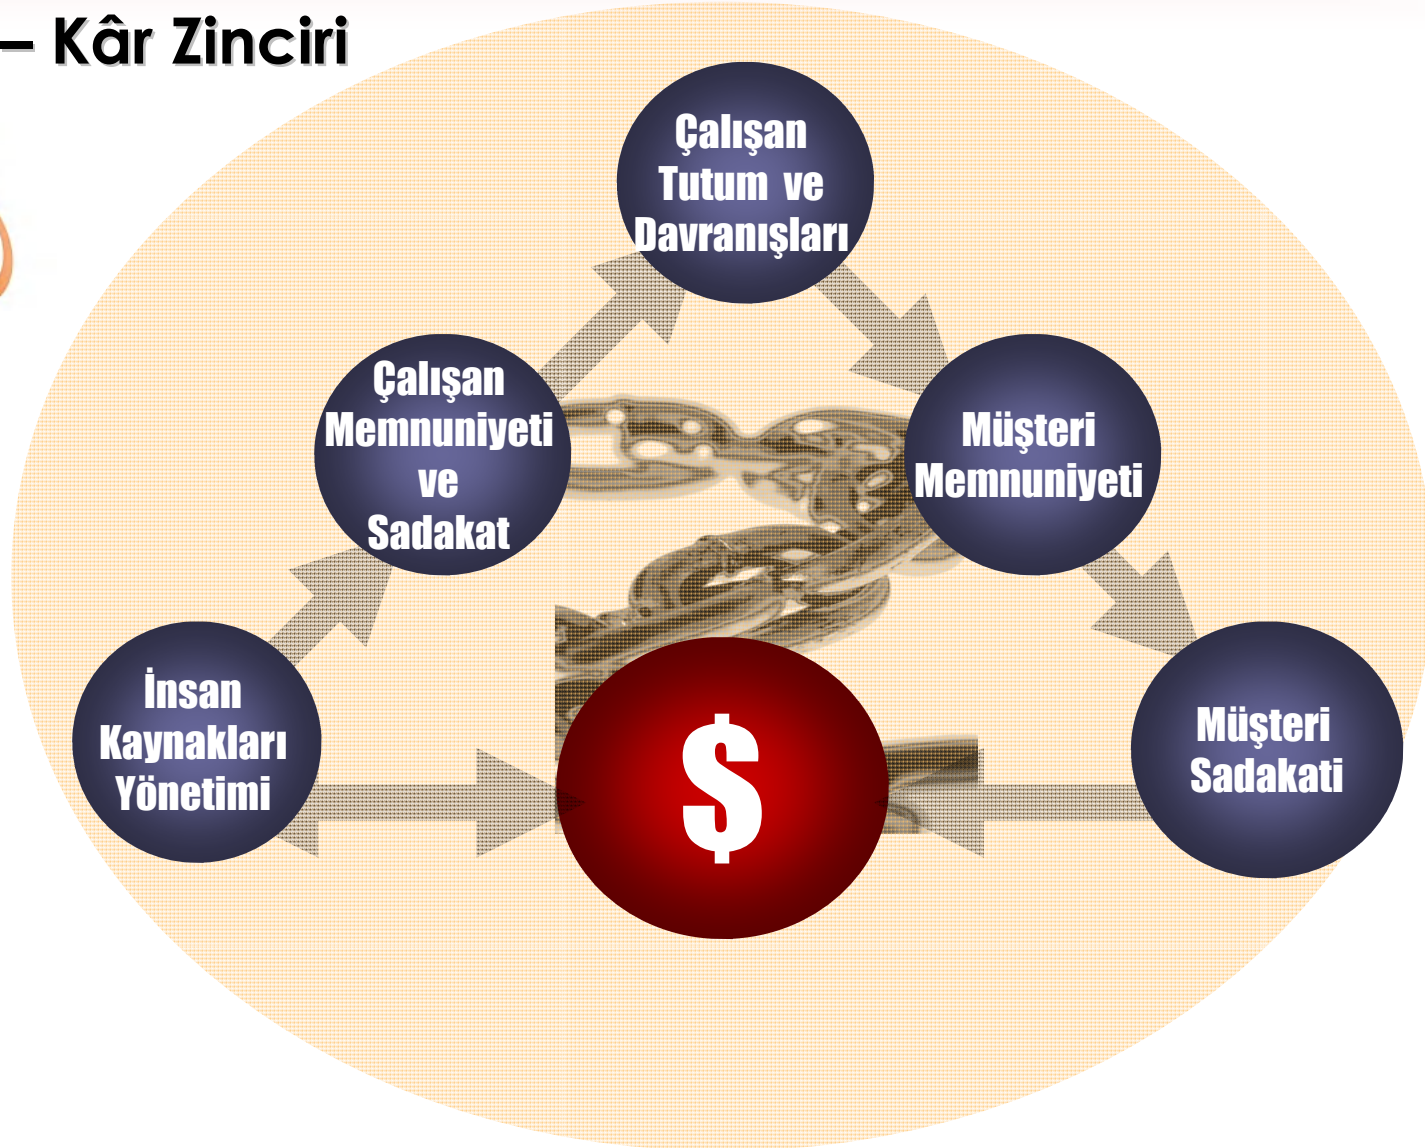 – Kâr Zinciri
Çalışan
Tutum ve
Davranışları
Çalışan
Memnuniyeti
ve
Sadakat
Müşteri
Memnuniyeti
İnsan
Kaynakları
Yönetimi
$
Müşteri
Sadakati